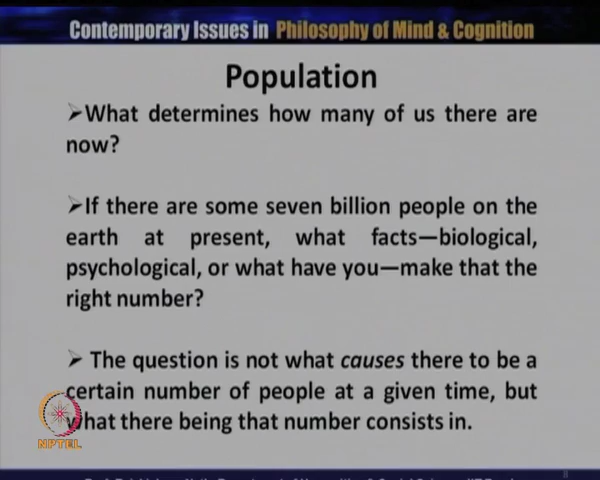 Contemporary Issues in Philosophy of Mind & Cognition
Population
➢What determines how many of us there are
now?
➢If there are some seven billion people on the
earth at present, what facts—biological,
psychological, or what have you—make that the
right number?
➢ The question is not what causes there to be a
certain number of people at a given time, but
what there being that number consists in.
NPTEL
8